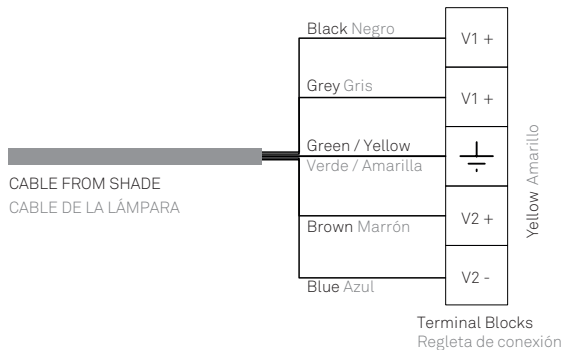 Black Negro
V1 +
Grey Gris
V1 +
Green / Yellow
Verde / Amarilla
CABLE FROM SHADE
CABLE DE LA LÁMPARA
Brown Marrón
V2 +
Blue Azul
V2 -
Yellow Amarillo
Terminal Blocks
Regleta de conexión